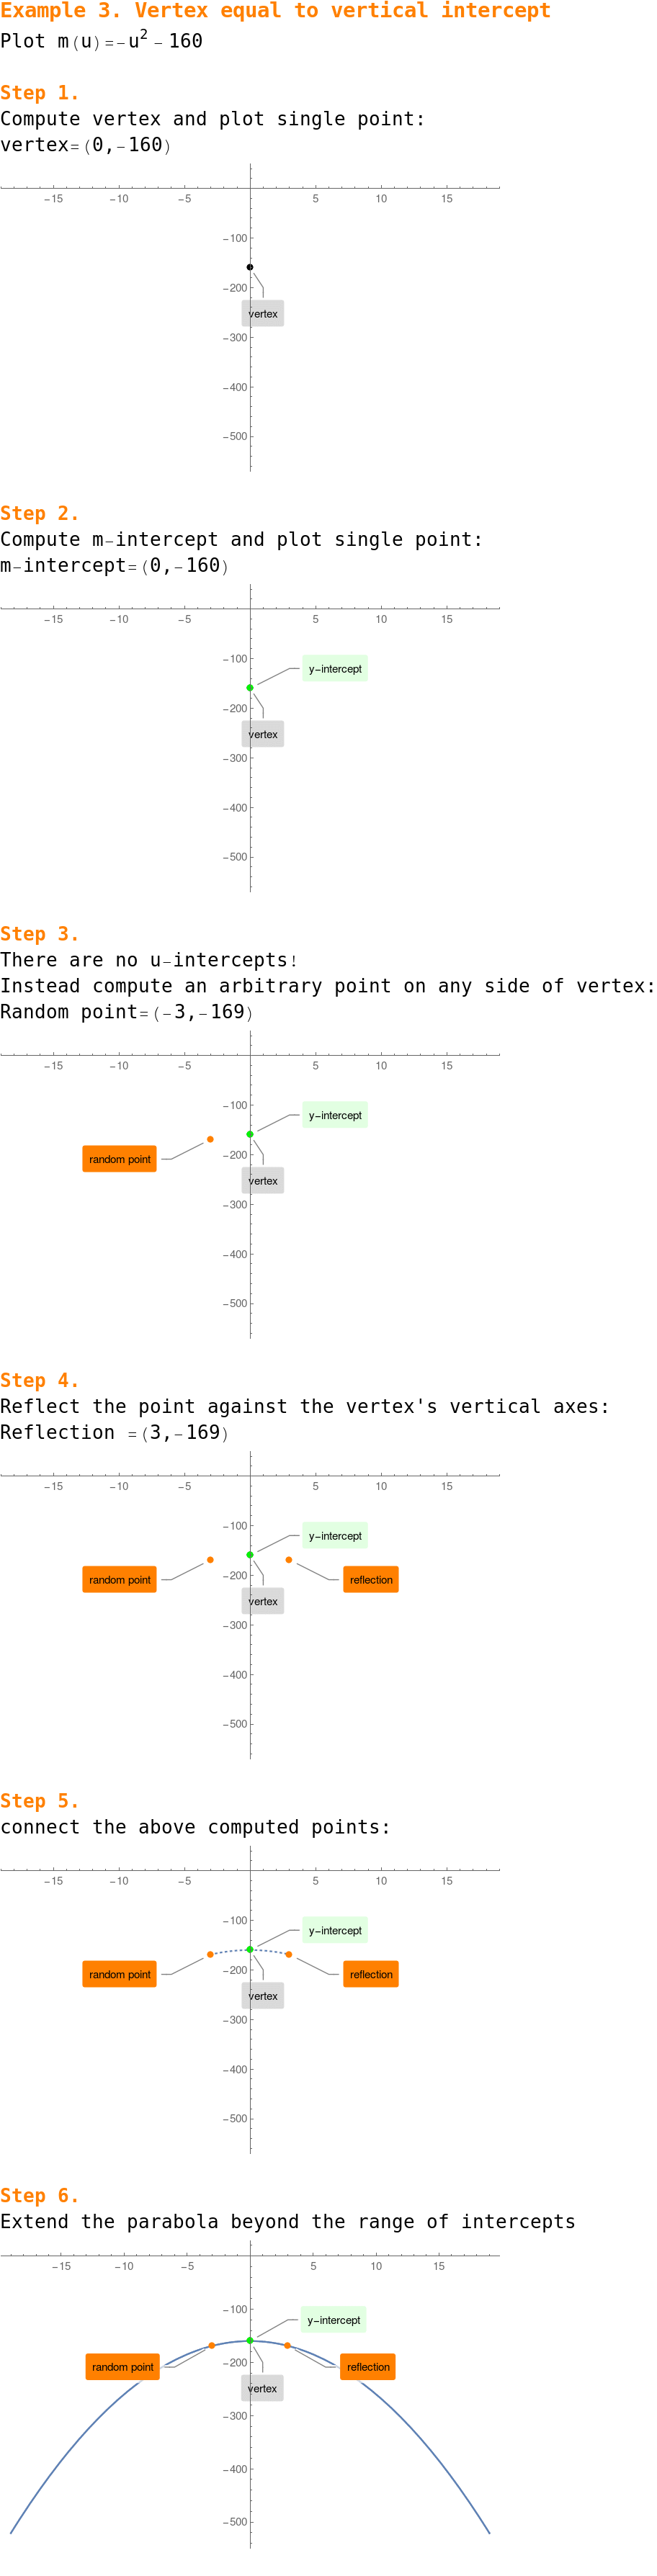 Example 3. Vertex equal to vertical intercept
Plot m(u)=-u² - 160
Step 1.
Compute vertex and plot single point:
vertex=(0,-160)
-15 -10 -5 5 10 15
-100
-200
vertex
-300
-400
-500
Step 2.
Compute m-intercept and plot single point:
m-intercept=(0,-160)
-15 -10 -5 5 10 15
-100
y-intercept
-200
vertex
-300
-400
-500
Step 3.
There are no u-intercepts!
Instead compute an arbitrary point on any side of vertex:
Random point=(-3,-169)
-15 -10 -5 5 10 15
-100
y-intercept
-200
random point
vertex
-300
-400
-500
Step 4.
Reflect the point against the vertex's vertical axes:
Reflection =(3,-169)
-15 -10 -5 5 10 15
-100
y-intercept
-200
random point reflection
vertex
-300
-400
-500
Step 5.
connect the above computed points:
-15 -10 -5 5 10 15
-100
y-intercept
-200
random point reflection
vertex
-300
-400
-500
Step 6.
Extend the parabola beyond the range of intercepts
-15 -10 -5 5 10 15
-100
y-intercept
-200
random point reflection
vertex
-300
-400
-500